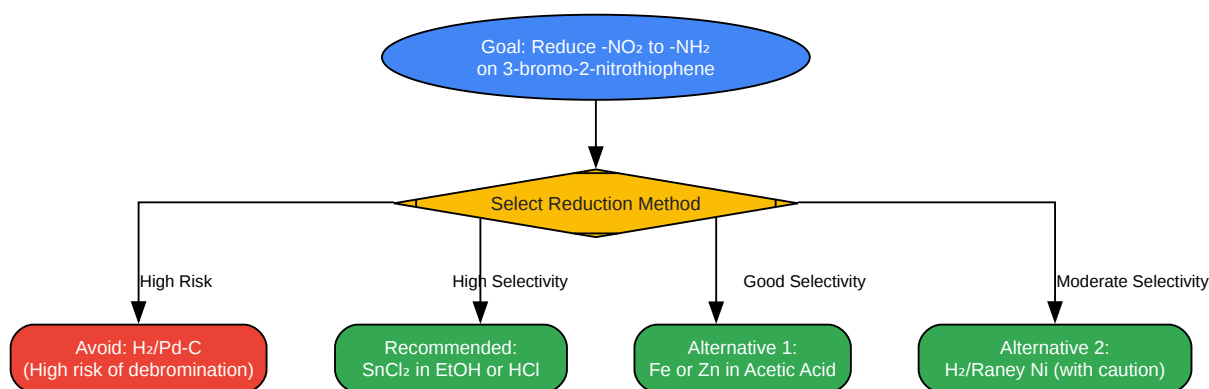 Goal: Reduce -NO₂ to -NH₂
on 3-bromo-2-nitrothiophene
Select Reduction Method
High Risk
High Selectivity
Good Selectivity
Moderate Selectivity
Avoid: H₂/Pd-C
(High risk of debromination)
Recommended:
SnCl₂ in EtOH or HCl
Alternative 1:
Fe or Zn in Acetic Acid
Alternative 2:
H₂/Raney Ni (with caution)